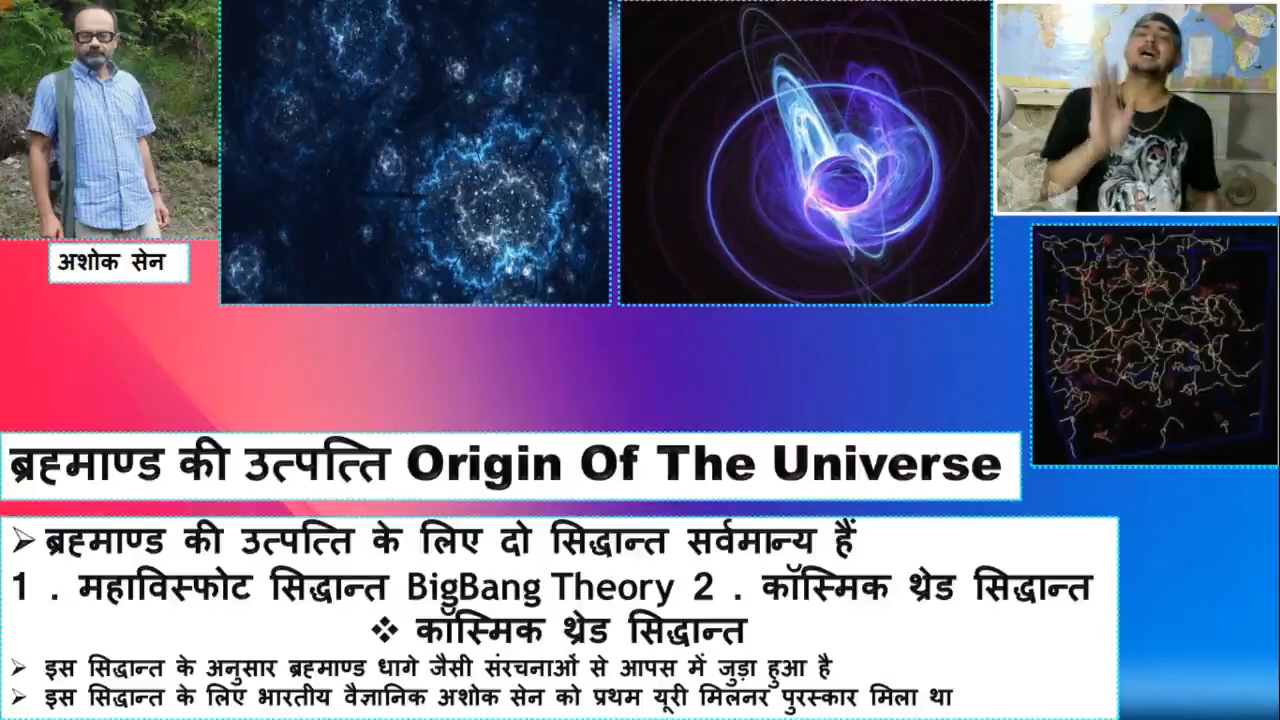 अशोक सेन
ब्रह्माण्ड की उत्पत्ति Origin Of The Universe
➢ ब्रह्माण्ड की उत्पत्ति के लिए दो सिद्धान्त सर्वमान्य हैं
1 . महाविस्फोट सिद्धान्त BigBang Theory 2 . कॉस्मिक थ्रेड सिद्धान्त
❖ कॉस्मिक थ्रेड सिद्धान्त
➢ इस सिद्धान्त के अनुसार ब्रह्माण्ड धागे जैसी संरचनाओं से आपस में जुड़ा हुआ है
➢ इस सिद्धान्त के लिए भारतीय वैज्ञानिक अशोक सेन को प्रथम यूरी मिलनर पुरस्कार मिला था